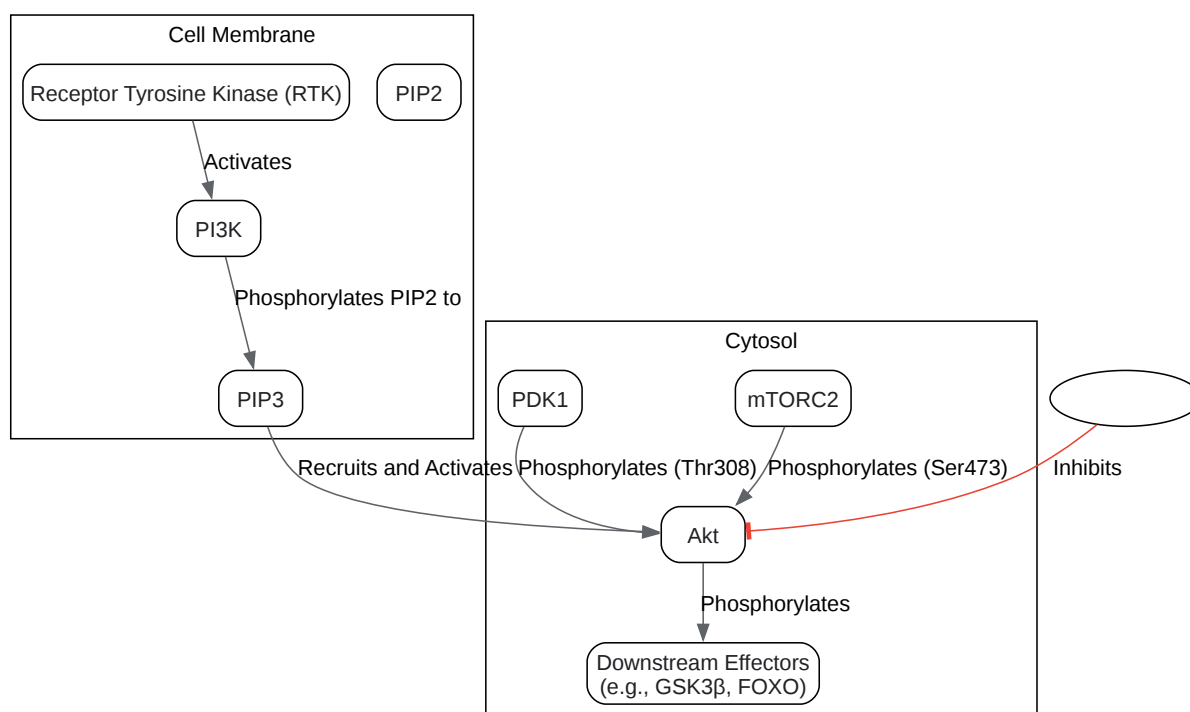 Cell Membrane
Receptor Tyrosine Kinase (RTK)
PIP2
Activates
PI3K
Phosphorylates PIP2 to
Cytosol
PIP3
PDK1
mTORC2
Recruits and Activates
Phosphorylates (Thr308)
Phosphorylates (Ser473)
Inhibits
Akt
Phosphorylates
Downstream Effectors
(e.g., GSK3β, FOXO)